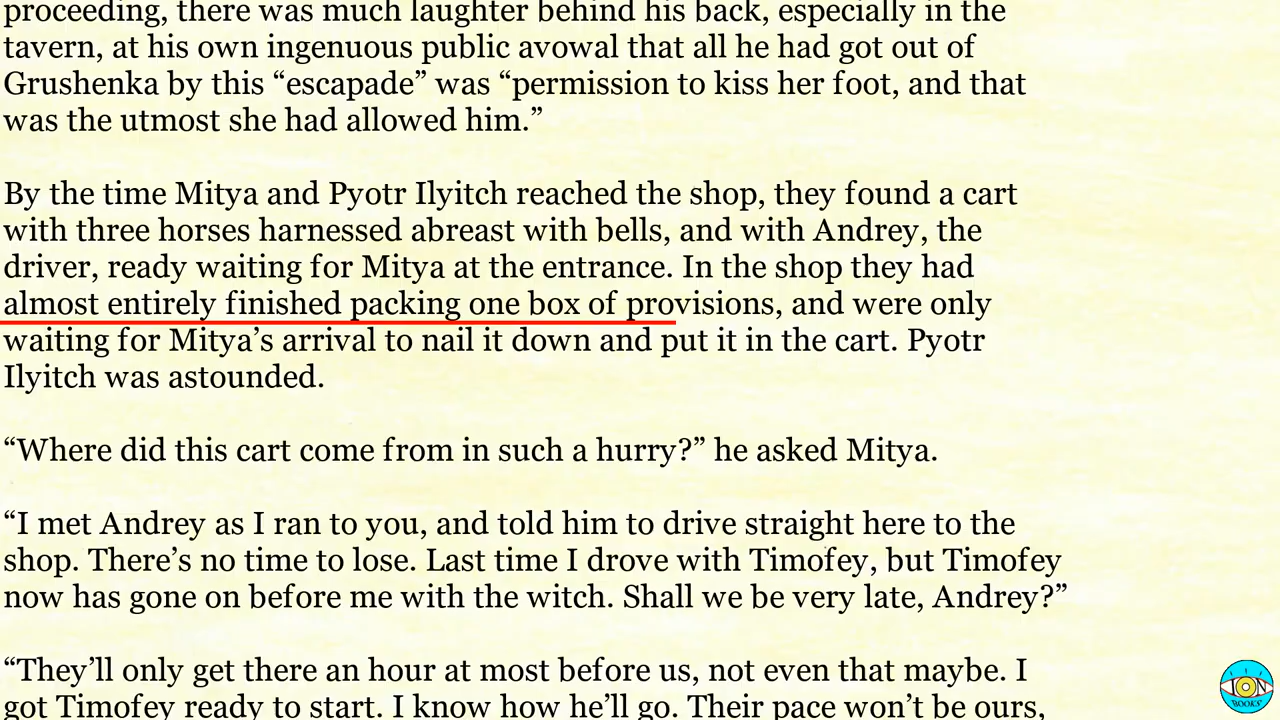 proceeding, there was much laughter behind his back, especially in the
tavern, at his own ingenuous public avowal that all he had got out of
Grushenka by this “escapade” was “permission to kiss her foot, and that
was the utmost she had allowed him.”
By the time Mitya and Pyotr Ilyitch reached the shop, they found a cart
with three horses harnessed abreast with bells, and with Andrey, the
driver, ready waiting for Mitya at the entrance. In the shop they had
almost entirely finished packing one box of provisions, and were only
waiting for Mitya’s arrival to nail it down and put it in the cart. Pyotr
Ilyitch was astounded.
“Where did this cart come from in such a hurry?” he asked Mitya.
“I met Andrey as I ran to you, and told him to drive straight here to the
shop. There’s no time to lose. Last time I drove with Timofey, but Timofey
now has gone on before me with the witch. Shall we be very late, Andrey?”
“They’ll only get there an hour at most before us, not even that maybe. I
got Timofey ready to start. I know how he’ll go. Their pace won’t be ours,
ION
BOOKS